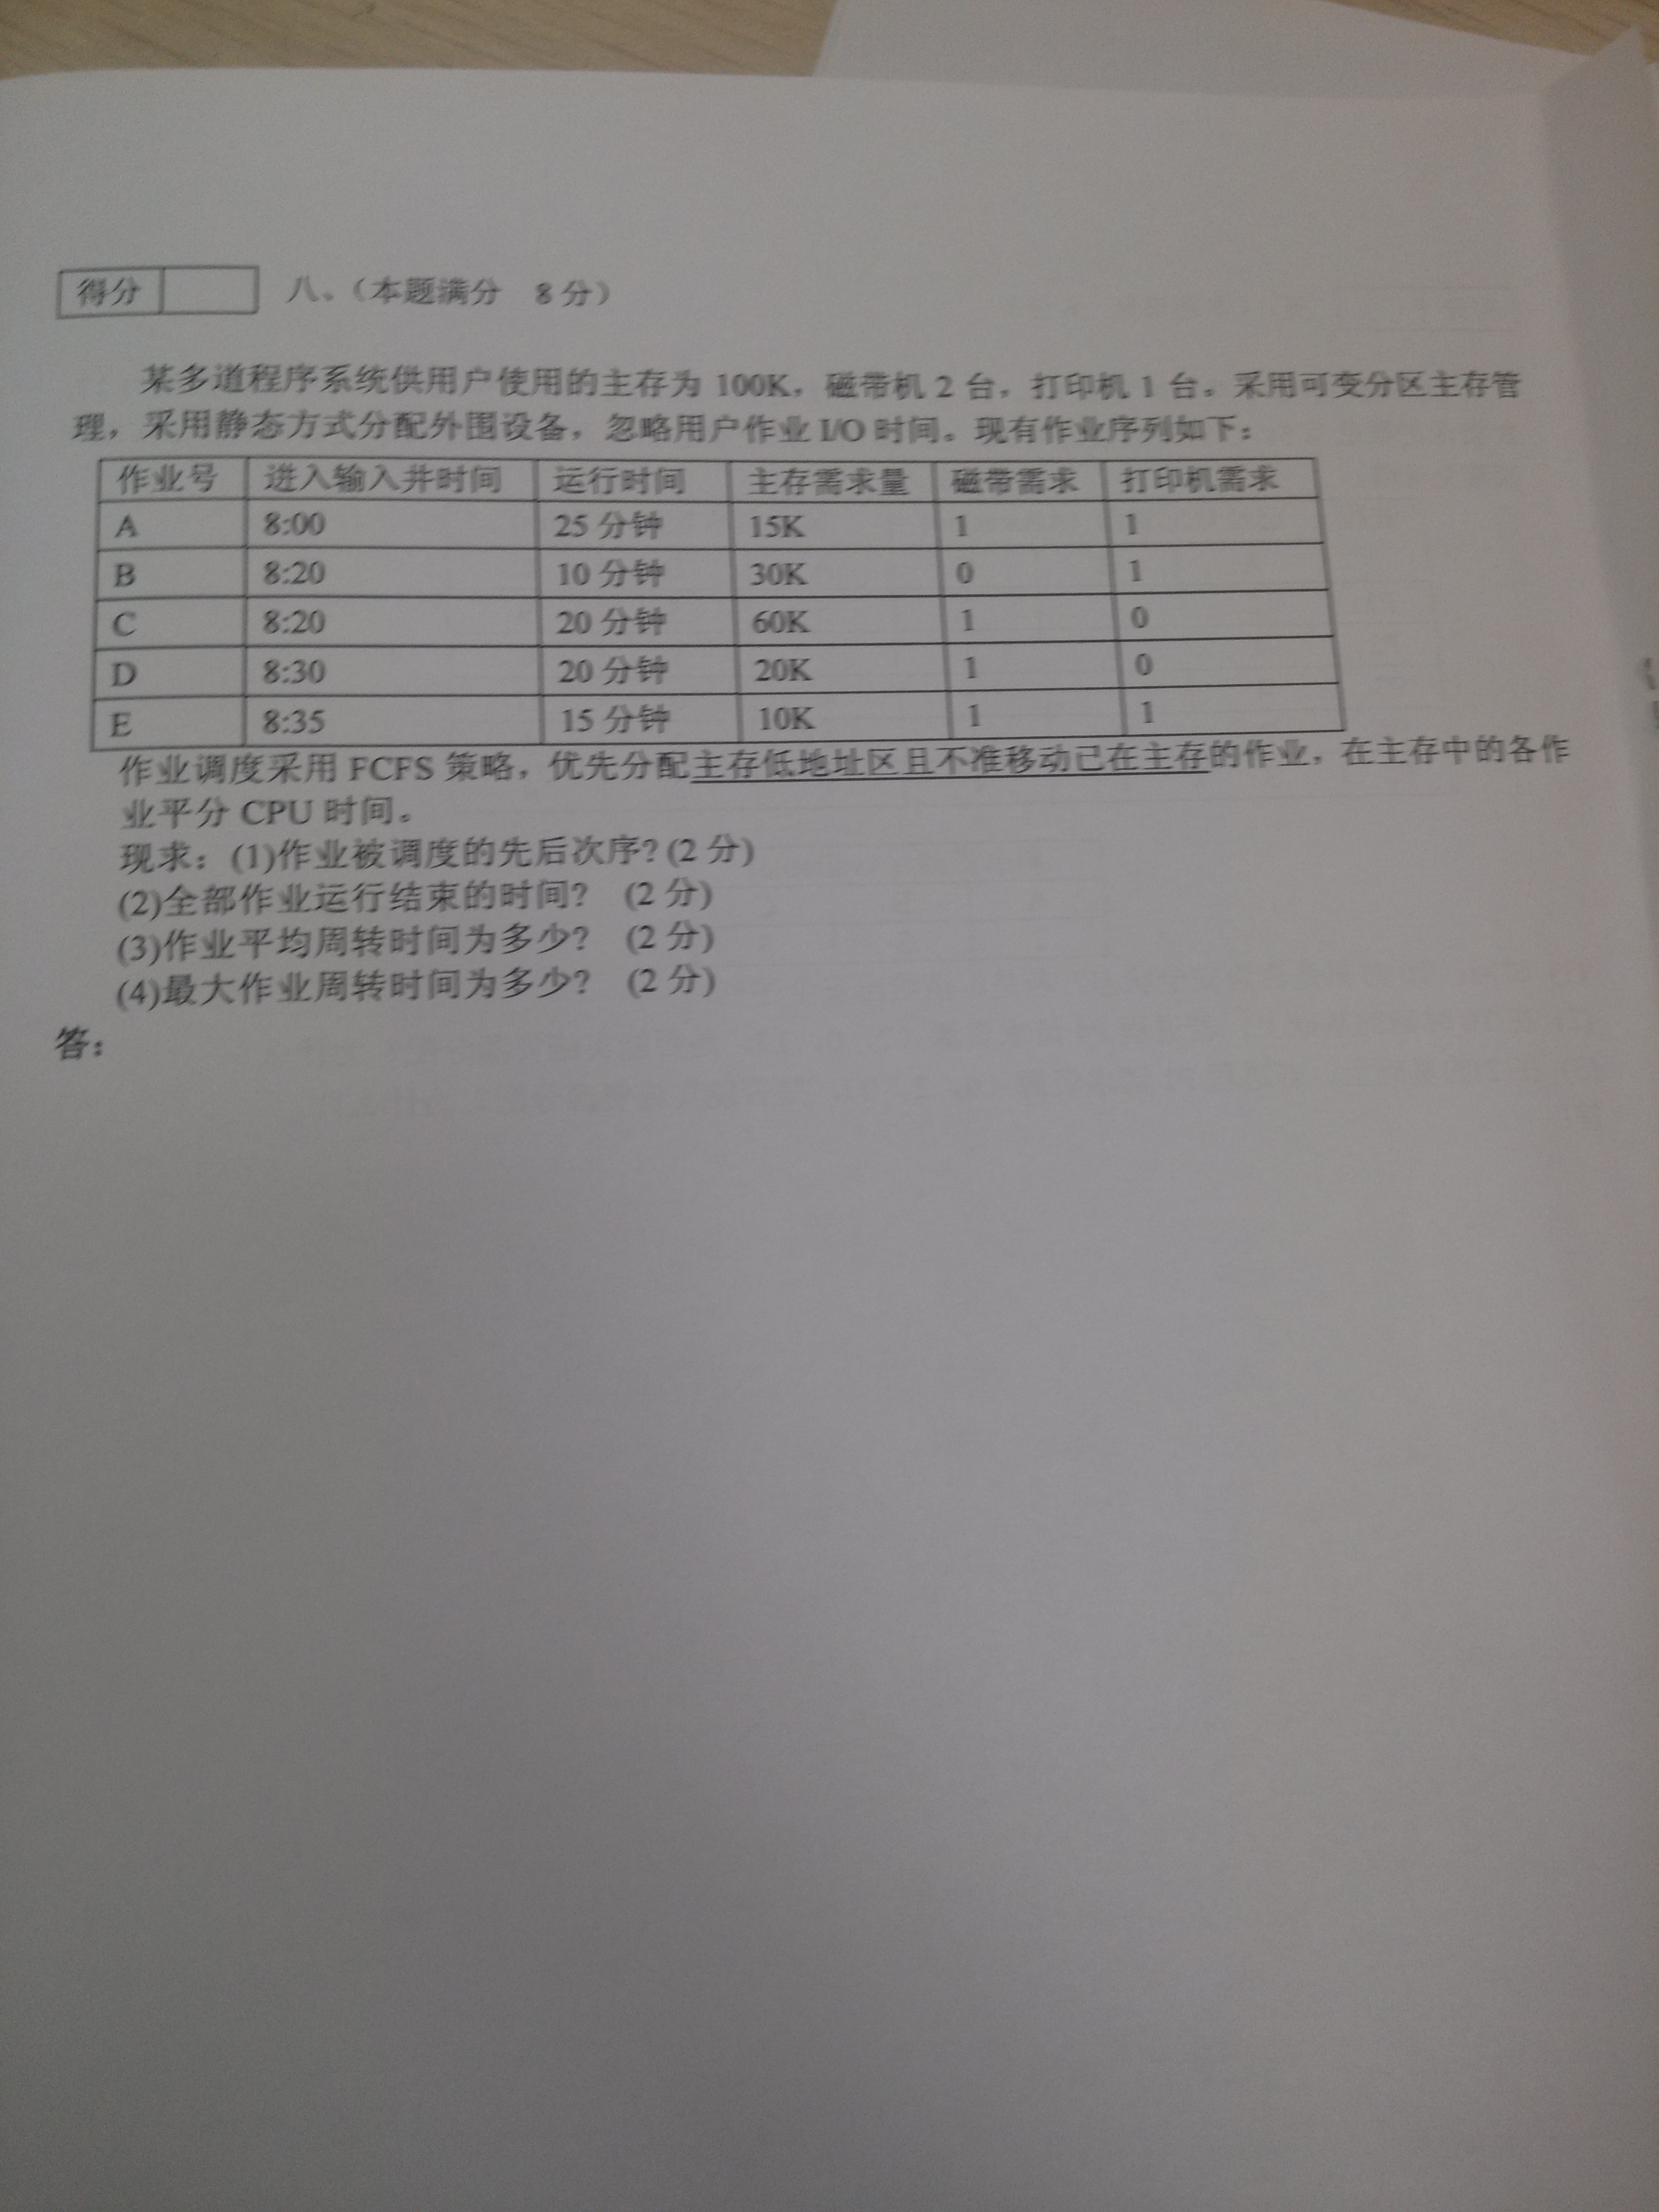 得分 八、（本题满分 8分）
某多道程序系统供用户使用的主存为 100K，磁带机 2 台，打印机 1 台。采用可变分区主存管
理，采用静态方式分配外围设备，忽略用户作业 I/O 时间。现有作业序列如下：
作业号 进入输入井时间 运行时间 主存需求量 磁带需求 打印机需求
A 8:00 25 分钟 15K 1 1
B 8:20 10 分钟 30K 0 1
C 8:20 20 分钟 60K 1 0
D 8:30 20 分钟 20K 1 0
E 8:35 15 分钟 10K 1 1
作业调度采用 FCFS 策略，优先分配主存低地址区且不准移动已在主存的作业，在主存中的各作
业平分 CPU 时间。
现求：(1)作业被调度的先后次序? (2 分)
(2)全部作业运行结束的时间? (2 分)
(3)作业平均周转时间为多少? (2 分)
(4)最大作业周转时间为多少? (2 分)
答：